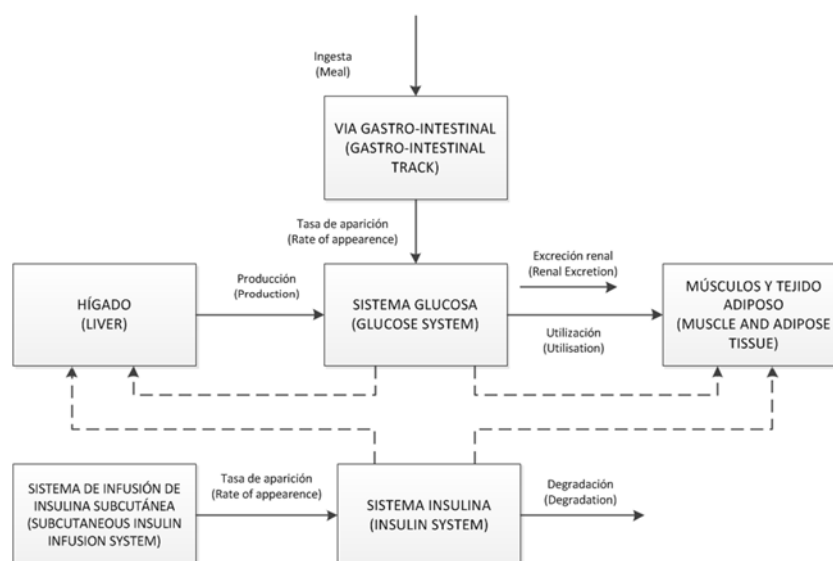 Ingesta
(Meal)
VIA GASTRO-INTESTINAL
(GASTRO-INTESTINAL
TRACK)
Tasa de aparición
(Rate of appearence)
Excreción renal
(Renal Excretion)
Producción
(Production)
HÍGADO
(LIVER)
SISTEMA GLUCOSA
(GLUCOSE SYSTEM)
MÚSCULOS Y TEJIDO
ADIPOSO
(MUSCLE AND ADIPOSE
TISSUE)
Utilización
(Utilisation)
SISTEMA DE INFUSIÓN DE
INSULINA SUBCUTÁNEA
(SUBCUTANEOUS INSULIN
INFUSION SYSTEM)
Tasa de aparición
(Rate of appearence)
SISTEMA INSULINA
(INSULIN SYSTEM)
Degradación
(Degradation)